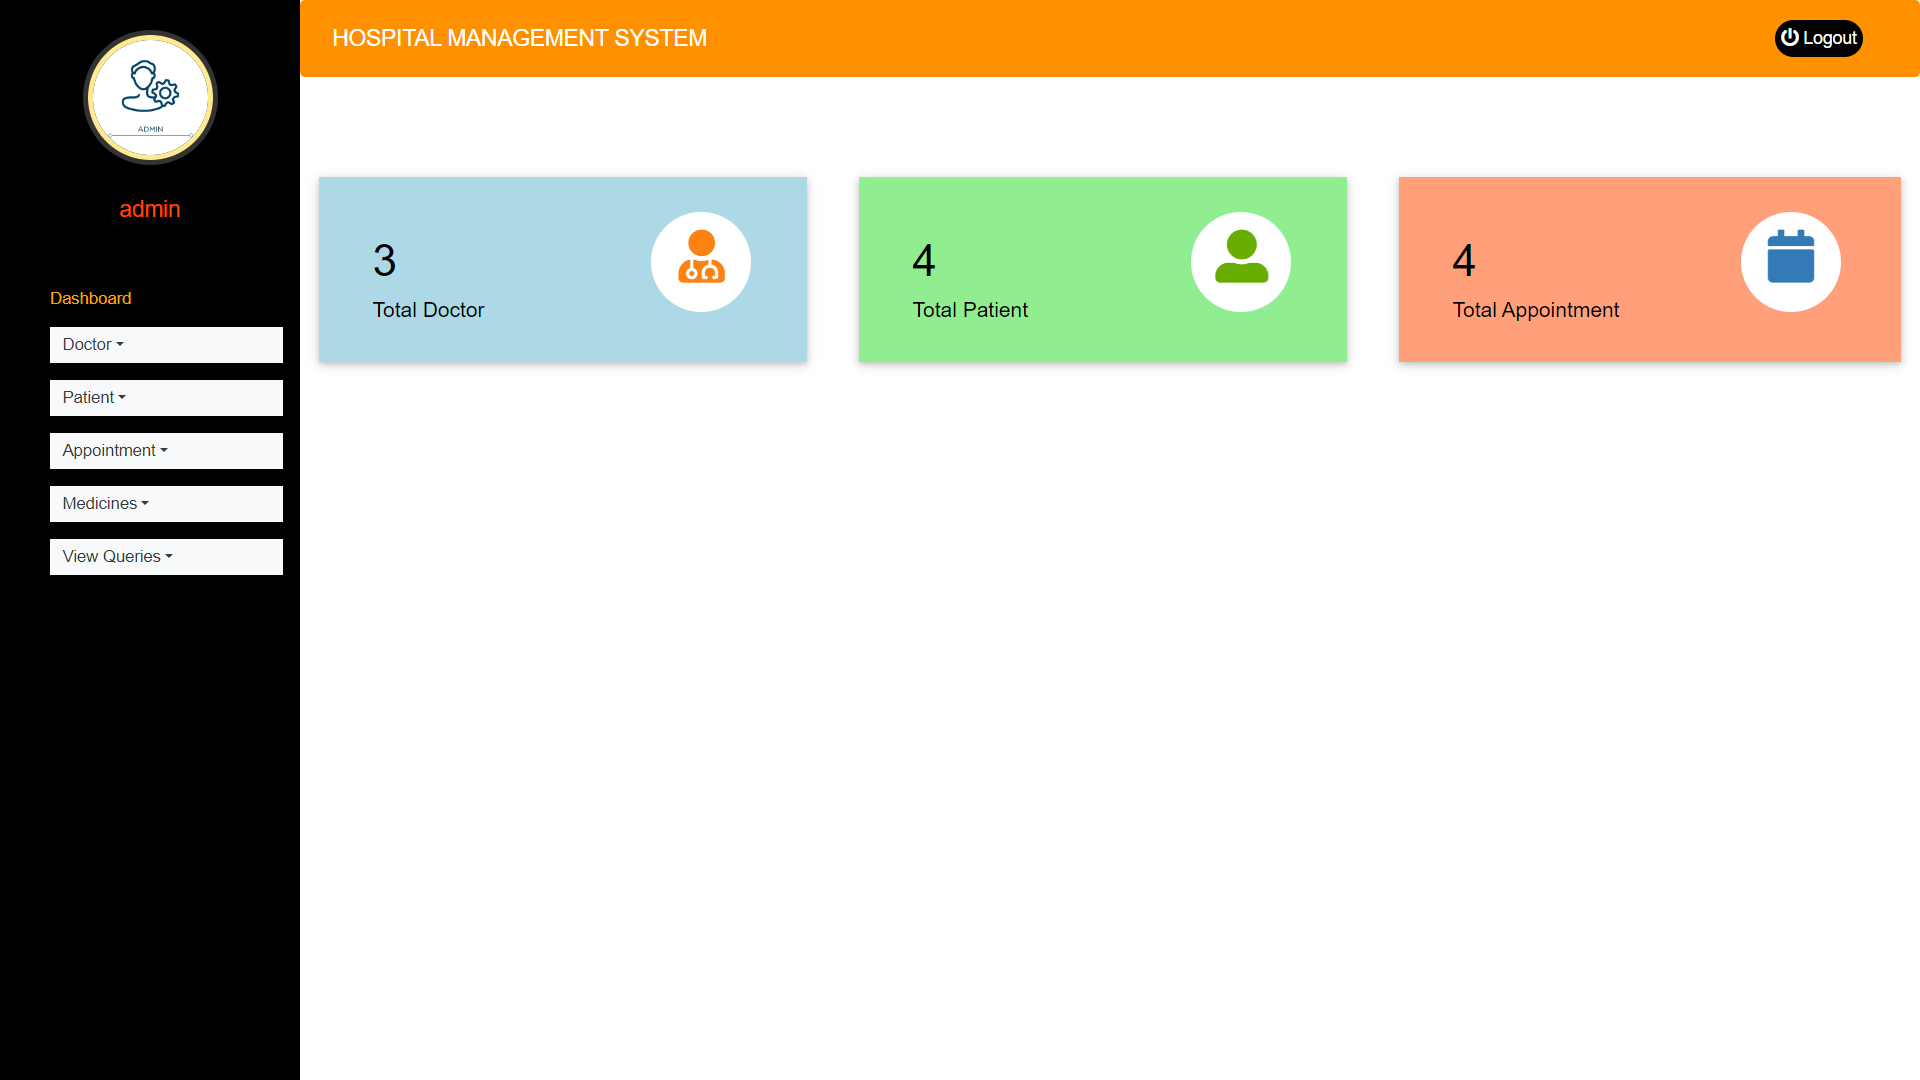 ADMIN
admin
Dashboard
Doctor
Patient
Appointment
Medicines
View Queries
HOSPITAL MANAGEMENT SYSTEM
Logout
3
Total Doctor
4
Total Patient
4
Total Appointment